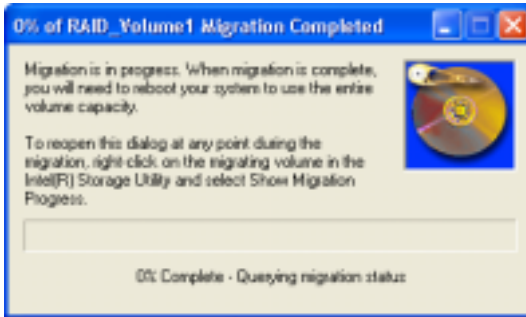 0% of RAID_Volume1 Migration Completed
Migration is in progress. When migration is complete,
you will need to reboot your system to use the entire
volume capacity.
To reopen this dialog at any point during the
migration, right-click on the migrating volume in the
Intel(R) Storage Utility and select Show Migration
Progress.
0% Complete - Querying migration status